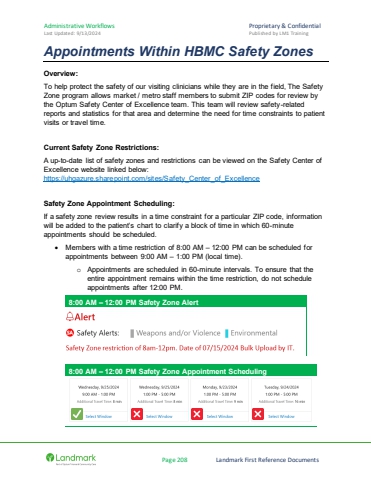 Administrative Workflows
Proprietary & Confidential
Last Updated: 9/13/2024
Published by LMK Training
Appointments Within HBMC Safety Zones
Overview:
To help protect the safety of our visiting clinicians while they are in the field, The Safety
Zone program allows market / metro staff members to submit ZIP codes for review by
the Optum Safety Center of Excellence team. This team will review safety-related
reports and statistics for that area and determine the need for time constraints to patient
visits or travel time.
Current Safety Zone Restrictions:
A up-to-date list of safety zones and restrictions can be viewed on the Safety Center of
Excellence website linked below:
https://uhgazure.sharepoint.com/sites/Safety_Center_of_Excellence
Safety Zone Appointment Scheduling:
If a safety zone review results in a time constraint for a particular ZIP code, information
will be added to the patient's chart to clarify a block of time in which 60-minute
appointments should be scheduled.
• Members with a time restriction of 8:00 AM – 12:00 PM can be scheduled for
appointments between 9:00 AM – 1:00 PM (local time).
o Appointments are scheduled in 60-minute intervals. To ensure that the
entire appointment remains within the time restriction, do not schedule
appointments after 12:00 PM.
8:00 AM – 12:00 PM Safety Zone Alert
Alert
Safety Alerts: Weapons and/or Violence Environmental
Safety Zone restriction of 8am-12pm. Date of 07/15/2024 Bulk Upload by IT.
8:00 AM – 12:00 PM Safety Zone Appointment Scheduling
Wednesday, 9/25/2024 Wednesday, 9/25/2024 Monday, 9/23/2024 Tuesday, 9/24/2024
8:00 AM - 1:00 PM 1:00 PM - 5:00 PM 1:00 PM - 5:00 PM 1:00 PM - 3:00 PM
Additional Travel Time: Additional Travel Time: Additional Travel Time: Additional Travel Time:
Select Window Select Window Select Window Select Window
Landmark
Page 208
Landmark First Reference Documents